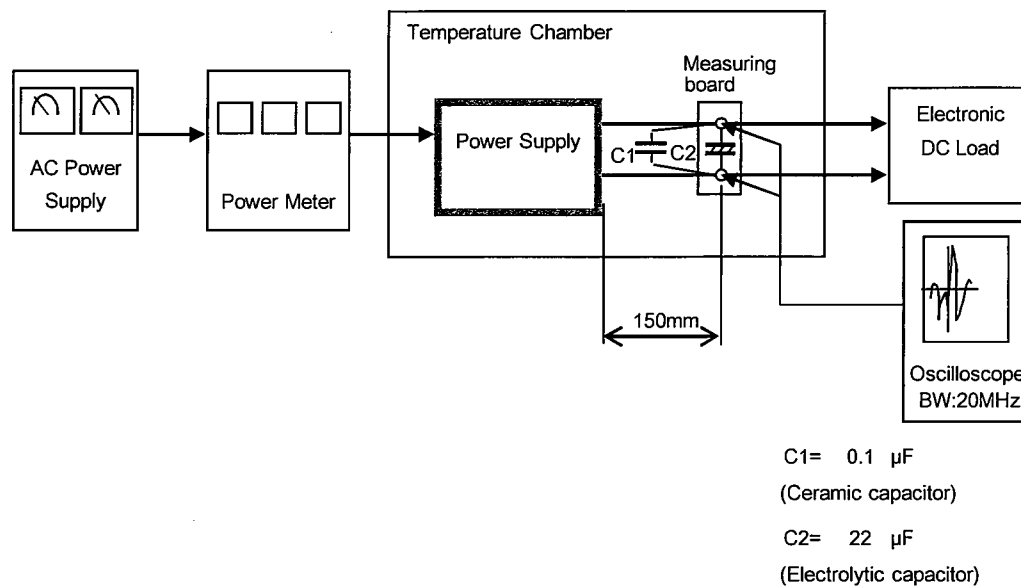 Temperature Chamber
Measuring
board
AC Power
Supply
Power Meter
Power Supply
C1
C2
Electronic
DC Load
150mm
Oscilloscope
BW:20MHz
C1= 0.1 µF
(Ceramic capacitor)
C2= 22 µF
(Electrolytic capacitor)